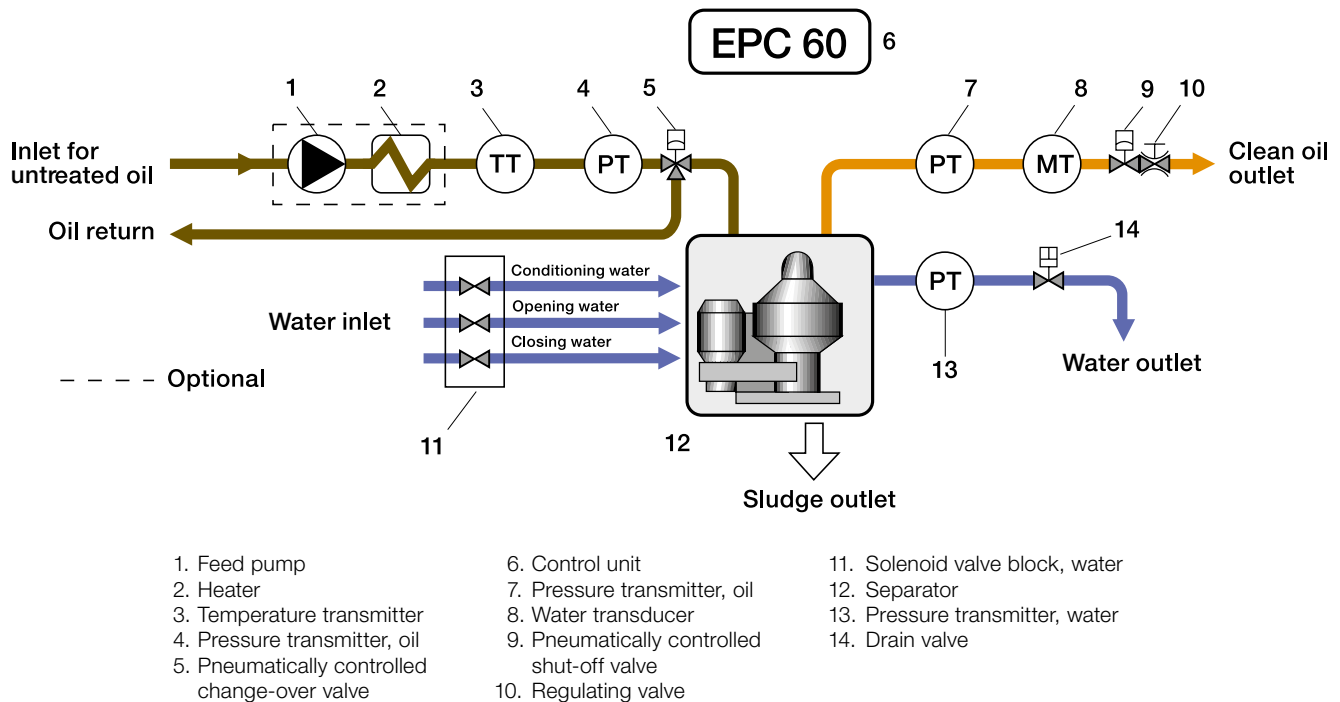 EPC 60
6
1
2
3
4
5
7
8
9
10
Inlet for
untreated oil
TT
PT
PT
MT
Clean oil
outlet
Oil return
14
Conditioning water
Opening water
Closing water
Water inlet
PT
13
Water outlet
Optional
11
12
Sludge outlet
1. Feed pump
2. Heater
3. Temperature transmitter
4. Pressure transmitter, oil
5. Pneumatically controlled
change-over valve
6. Control unit
7. Pressure transmitter, oil
8. Water transducer
9. Pneumatically controlled
shut-off valve
10. Regulating valve
11. Solenoid valve block, water
12. Separator
13. Pressure transmitter, water
14. Drain valve